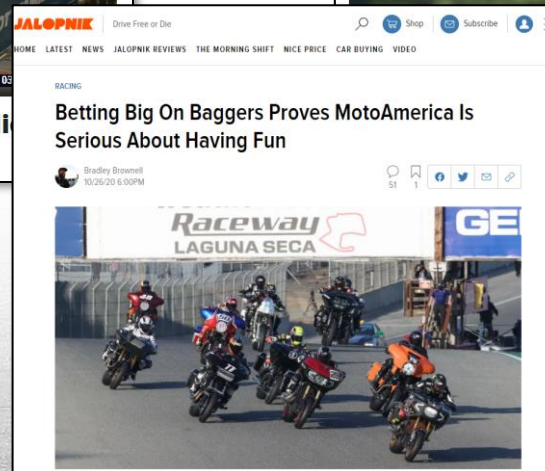 JALOPNIK Drive Free or Die Shop Subscribe
HOME LATEST NEWS JALOPNIK REVIEWS THE MORNING SHIFT NICE PRICE CAR BUYING VIDEO
RACING
Betting Big On Baggers Proves MotoAmerica Is
Serious About Having Fun
Bradley Brownell
10/26/20 6:00PM
51 1
Raceway
LAGUNA SECA
GE